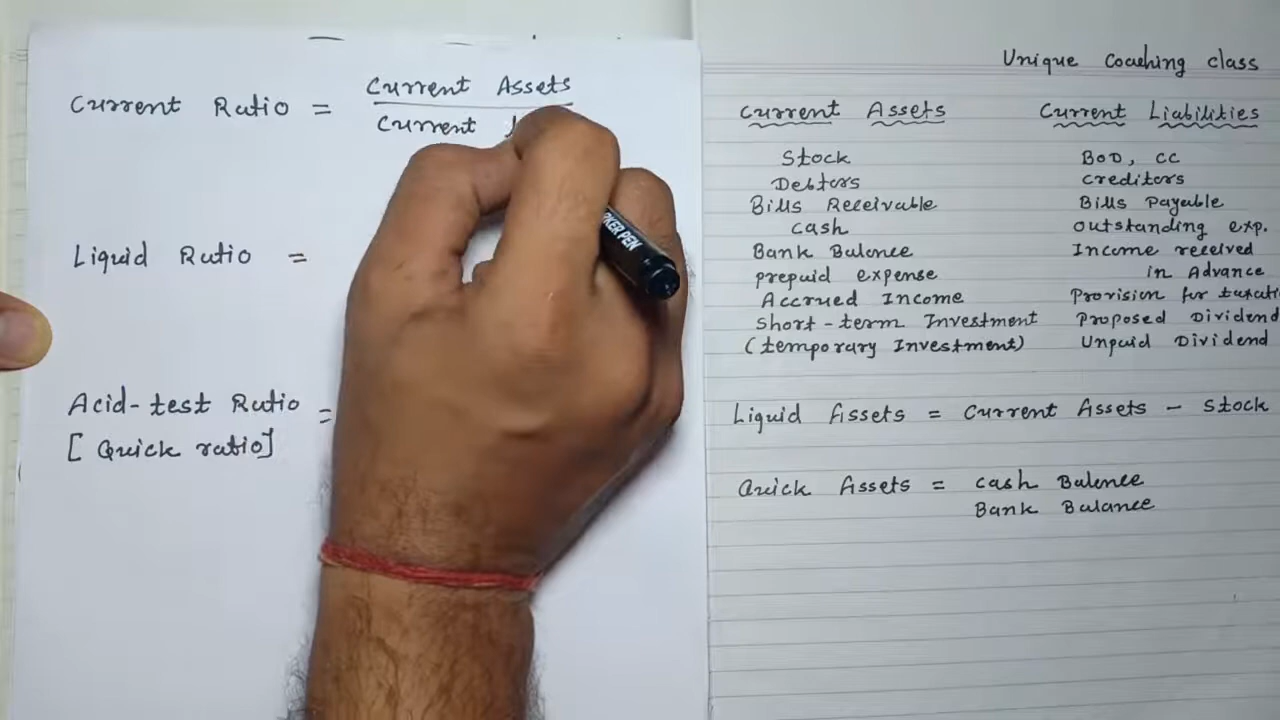 Current Ratio = Current Assets
Current
Liquid Ratio =
Acid-test Ratio =
[Quick ratio]
MARKER PEN
Unique Coaching class
Current Assets
Stock
Debtors
Bills Receivable
Cash
Bank Balance
prepaid expense
Accrued Income
Short-term Investment
(temporary Investment)
Current Liabilities
BOD, CC
Creditors
Bills Payable
Outstanding exp.
Income received
in Advance
Provision for
Proposed Dividend
Unpaid Dividend
Liquid Assets = Current Assets - Stock
Quick Assets = Cash Balance
Bank Balance